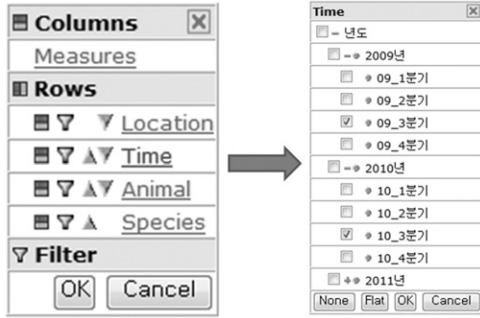 Columns
Measures
Rows
Location
Time
Animal
Species
Filter
OK Cancel
Time
년도
2009년
09_1분기
09_2분기
09_3분기
09_4분기
2010년
10_1분기
10_2분기
10_3분기
10_4분기
2011년
None Flat OK Cancel